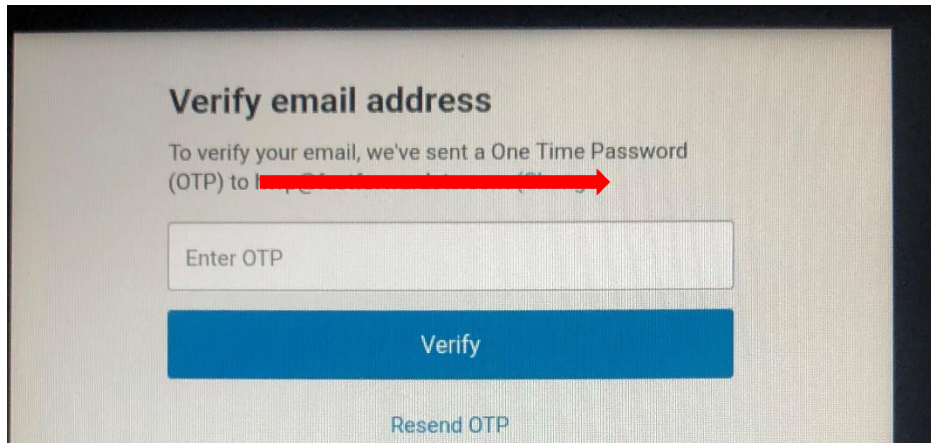 Verify email address
To verify your email, we've sent a One Time Password
(OTP) to
Enter OTP
Verify
Resend OTP